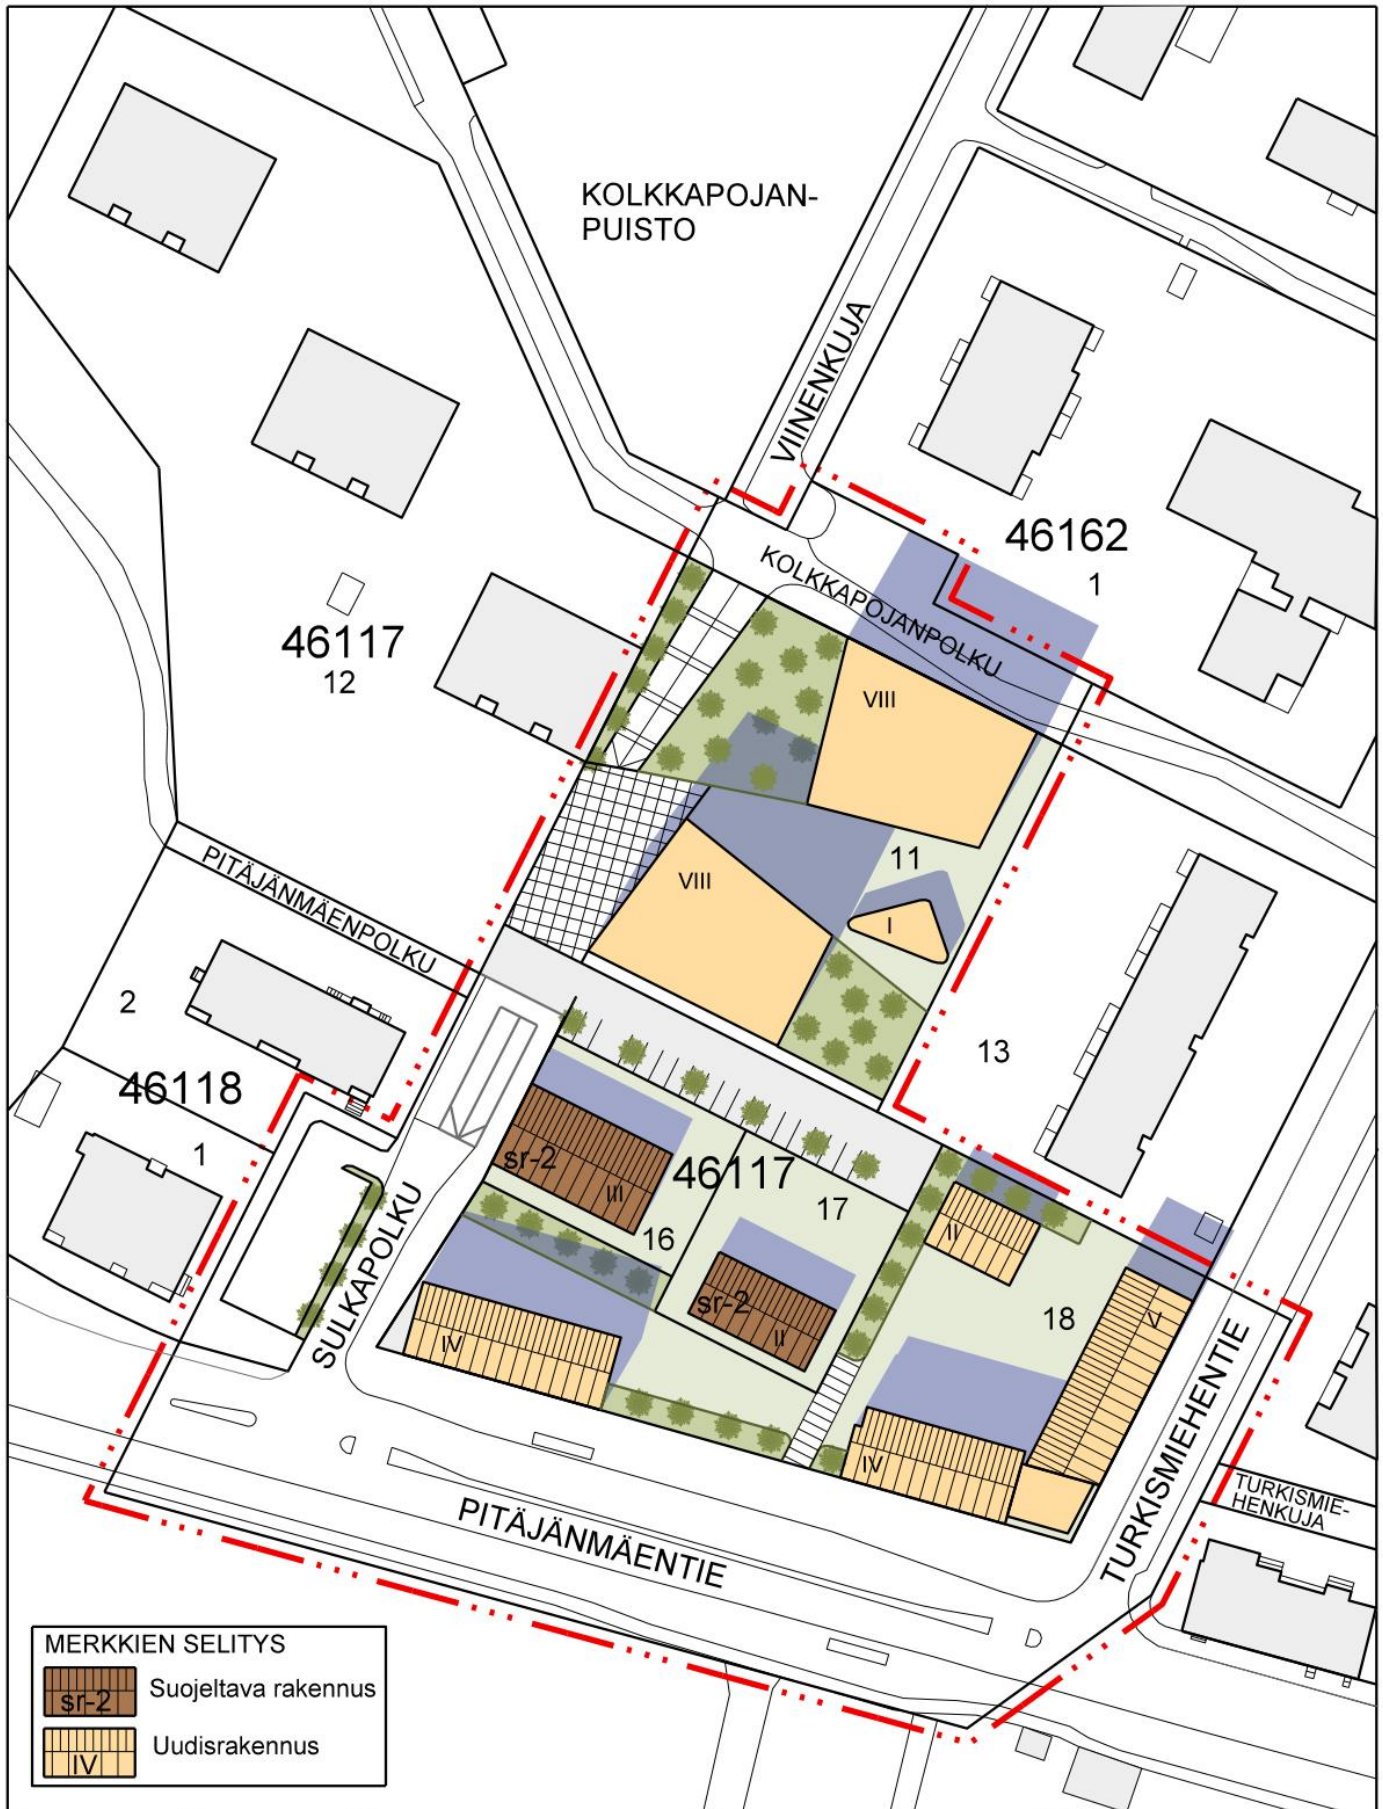 KOLKKAPOJAN-
PUISTO
VIINENKUJA
46162
1
KOLKKAPOJANPOLKU
46117
12
VIII
VIII
11
I
PITÄJÄNMÄENPOLKU
2
13
46118
1
sr-2
III
46117
16
17
II
sr-2
II
18
V
SULKAPOLKU
IV
IV
TURKISMIEHENTIE
TURKISMIE-
HENKUJA
PITÄJÄNMÄENTIE
MERKKIEN SELITYS
sr-2 Suojeltava rakennus
IV Uudisrakennus